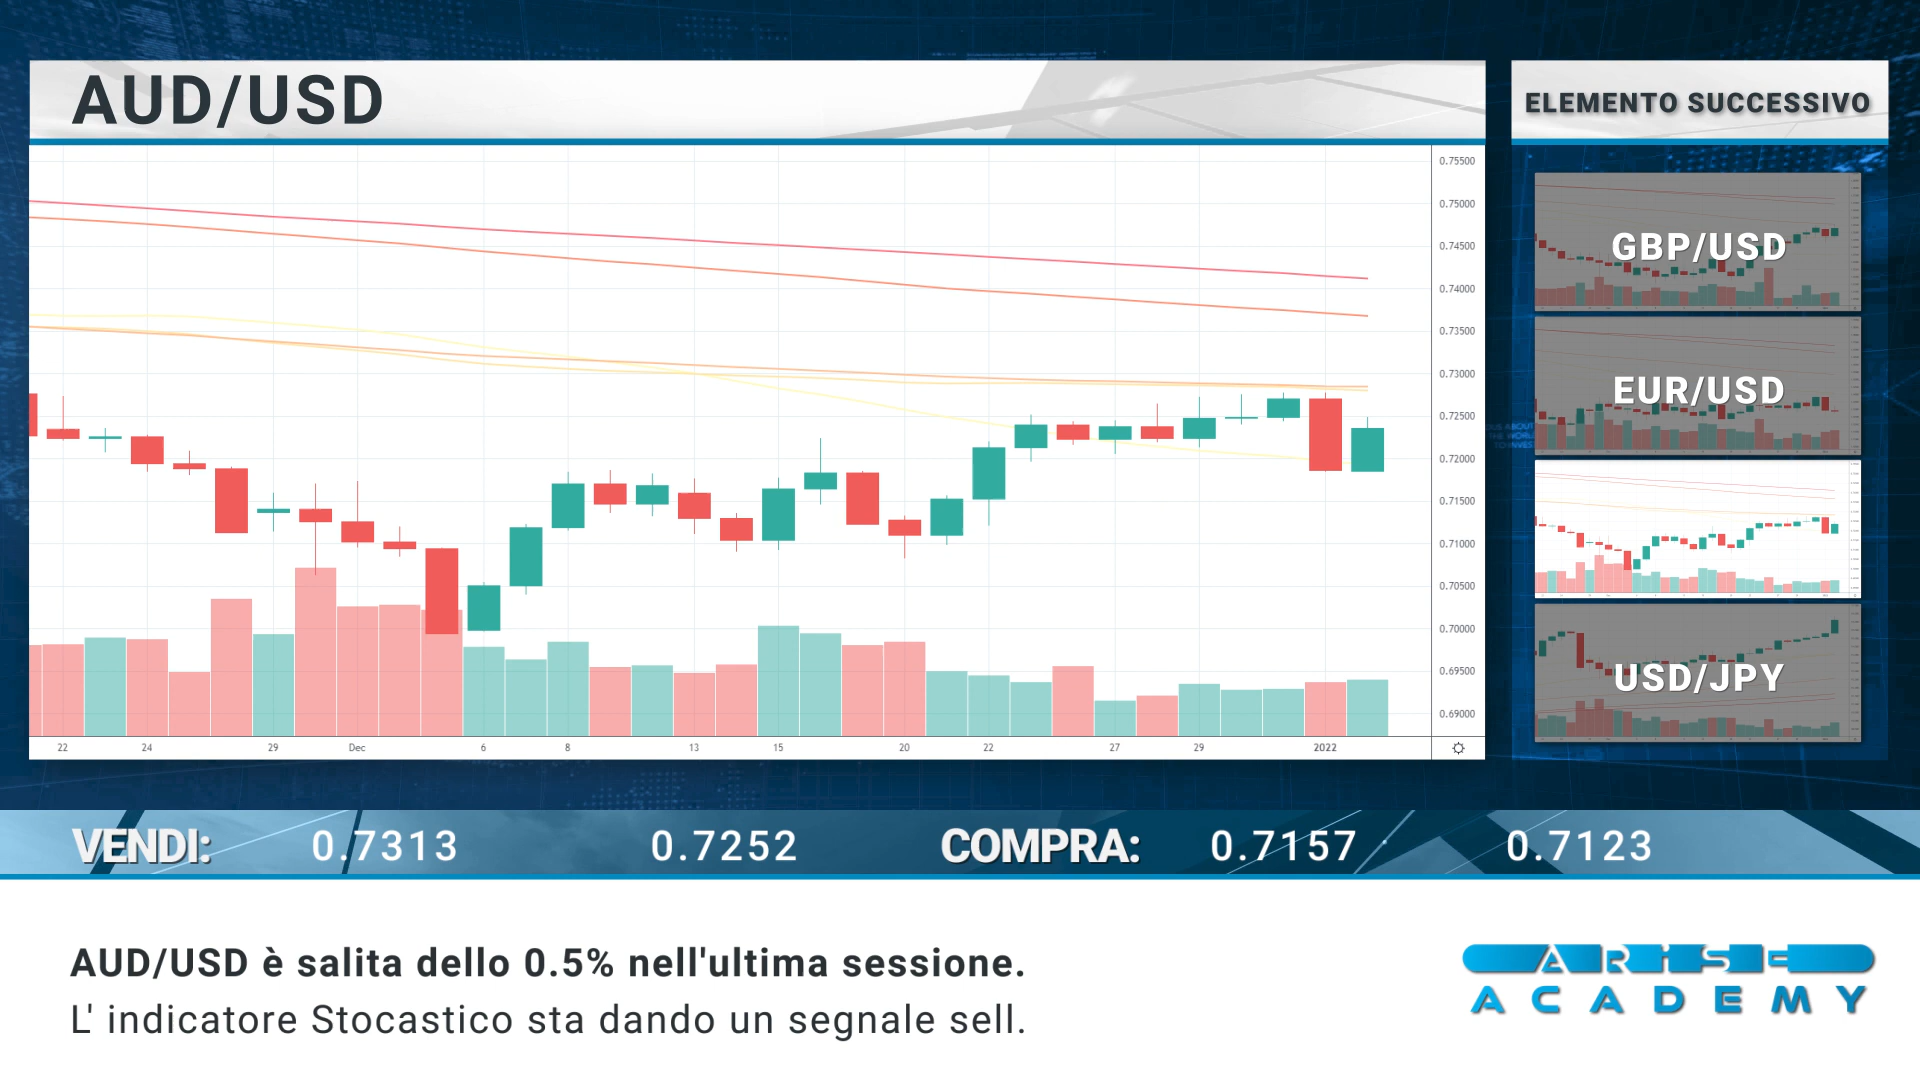 AUD/USD
ELEMENTO SUCCESSIVO
0.75500
0.75000
0.74500
0.74000
0.73500
0.73000
0.72500
0.72000
0.71500
0.71000
0.70500
0.70000
0.69500
0.69000
22 24 29 Dec 6 8 13 15 20 22 27 29 2022
GBP/USD
EUR/USD
USD/JPY
VENDI: 0.7313 0.7252 COMPRA: 0.7157 0.7123
AUD/USD è salita dello 0.5% nell'ultima sessione.
L' indicatore Stocastico sta dando un segnale sell.
ARISE
ACADEMY